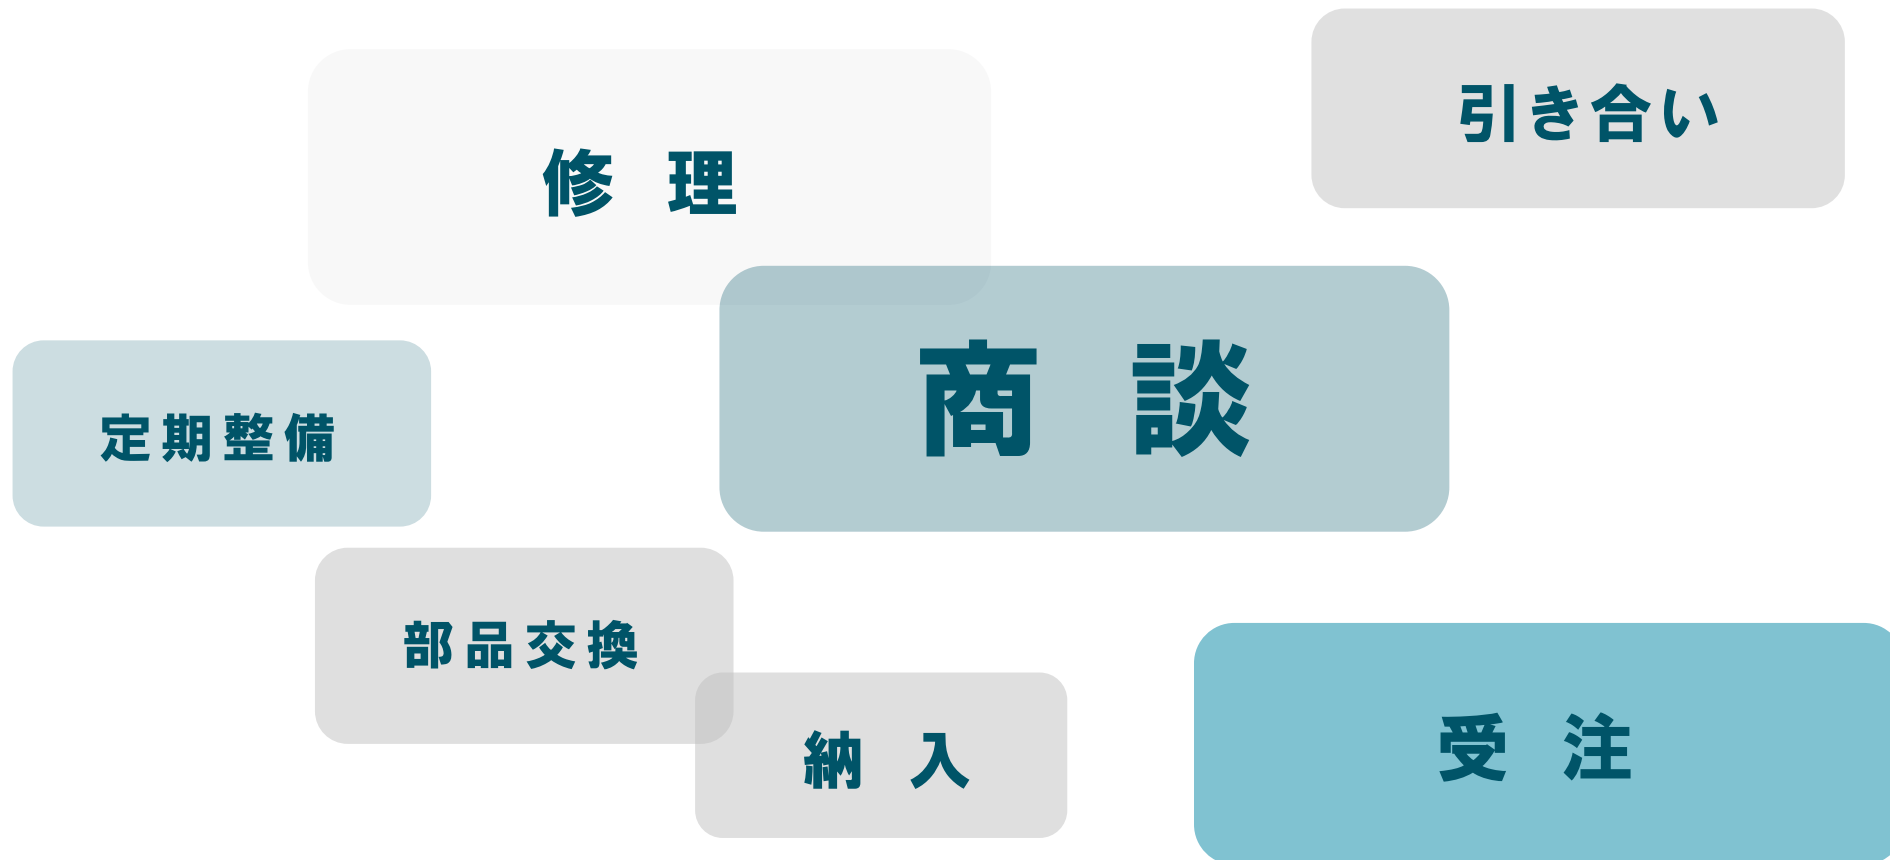 引き合い
修理
商談
定期整備
部品交換
納入
受注